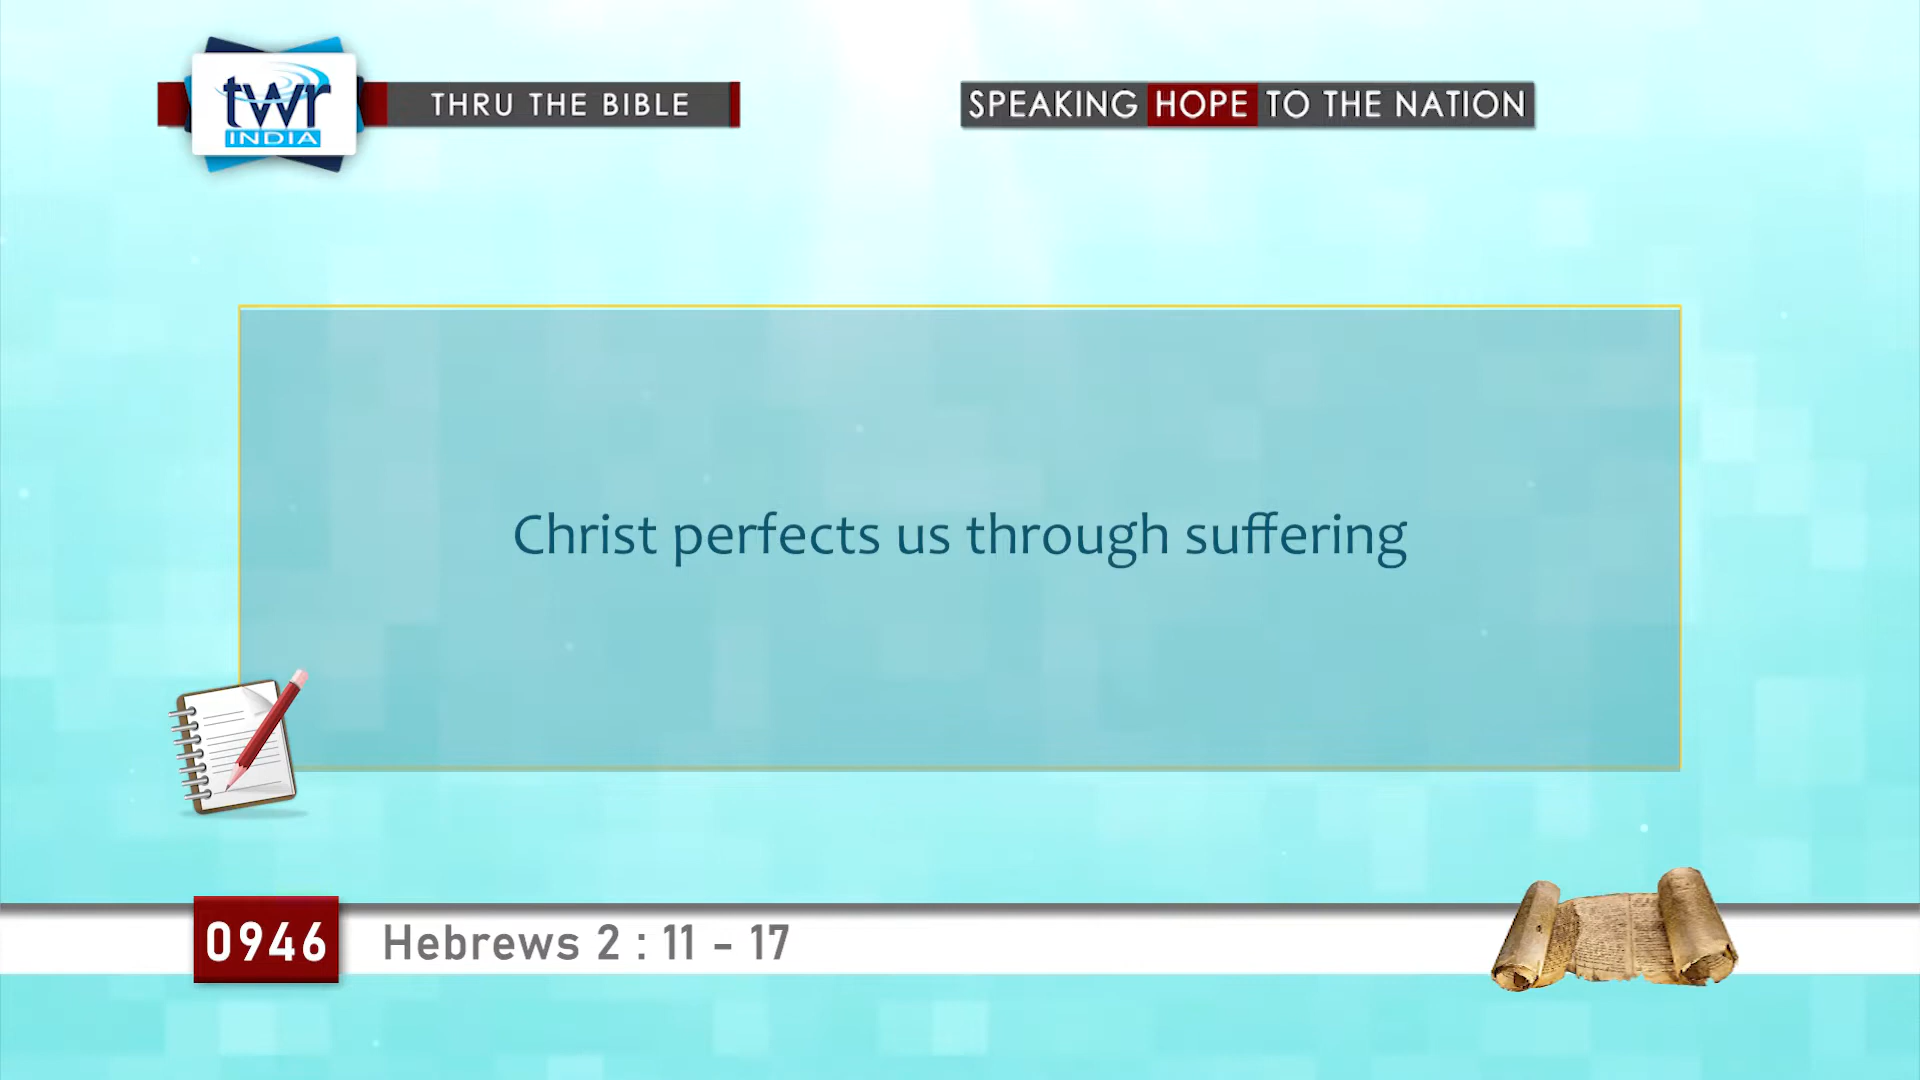 twr
INDIA
THRU THE BIBLE
SPEAKING HOPE TO THE NATION
Christ perfects us through suffering
0946
Hebrews 2 : 11 - 17